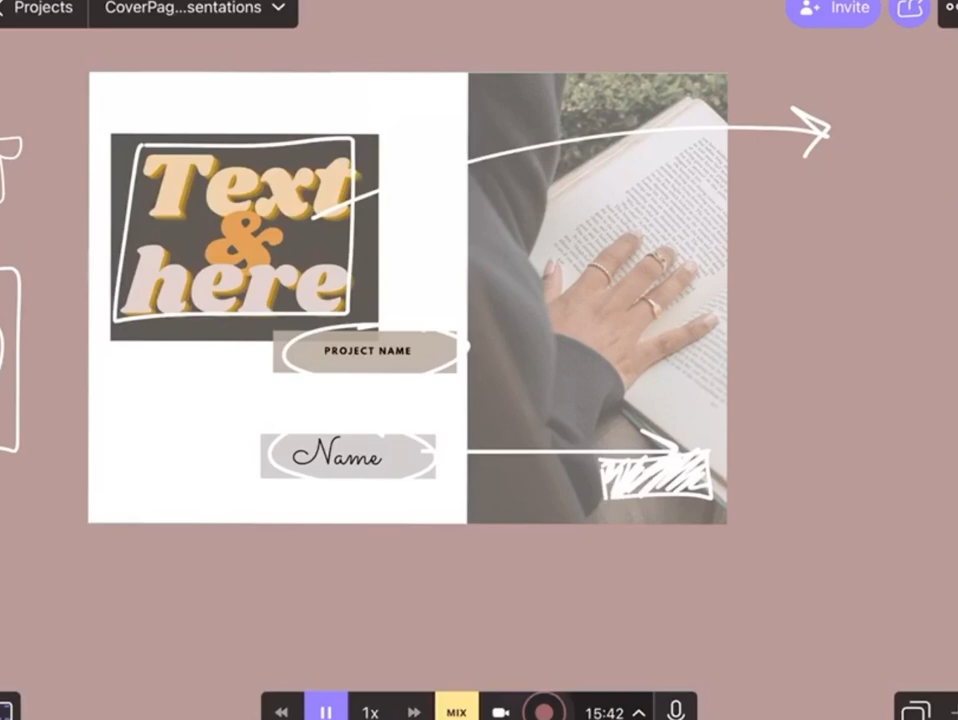 Projects
CoverPag...sentations
Invite
Text
&
here
PROJECT NAME
Name
1x
MIX
15:42